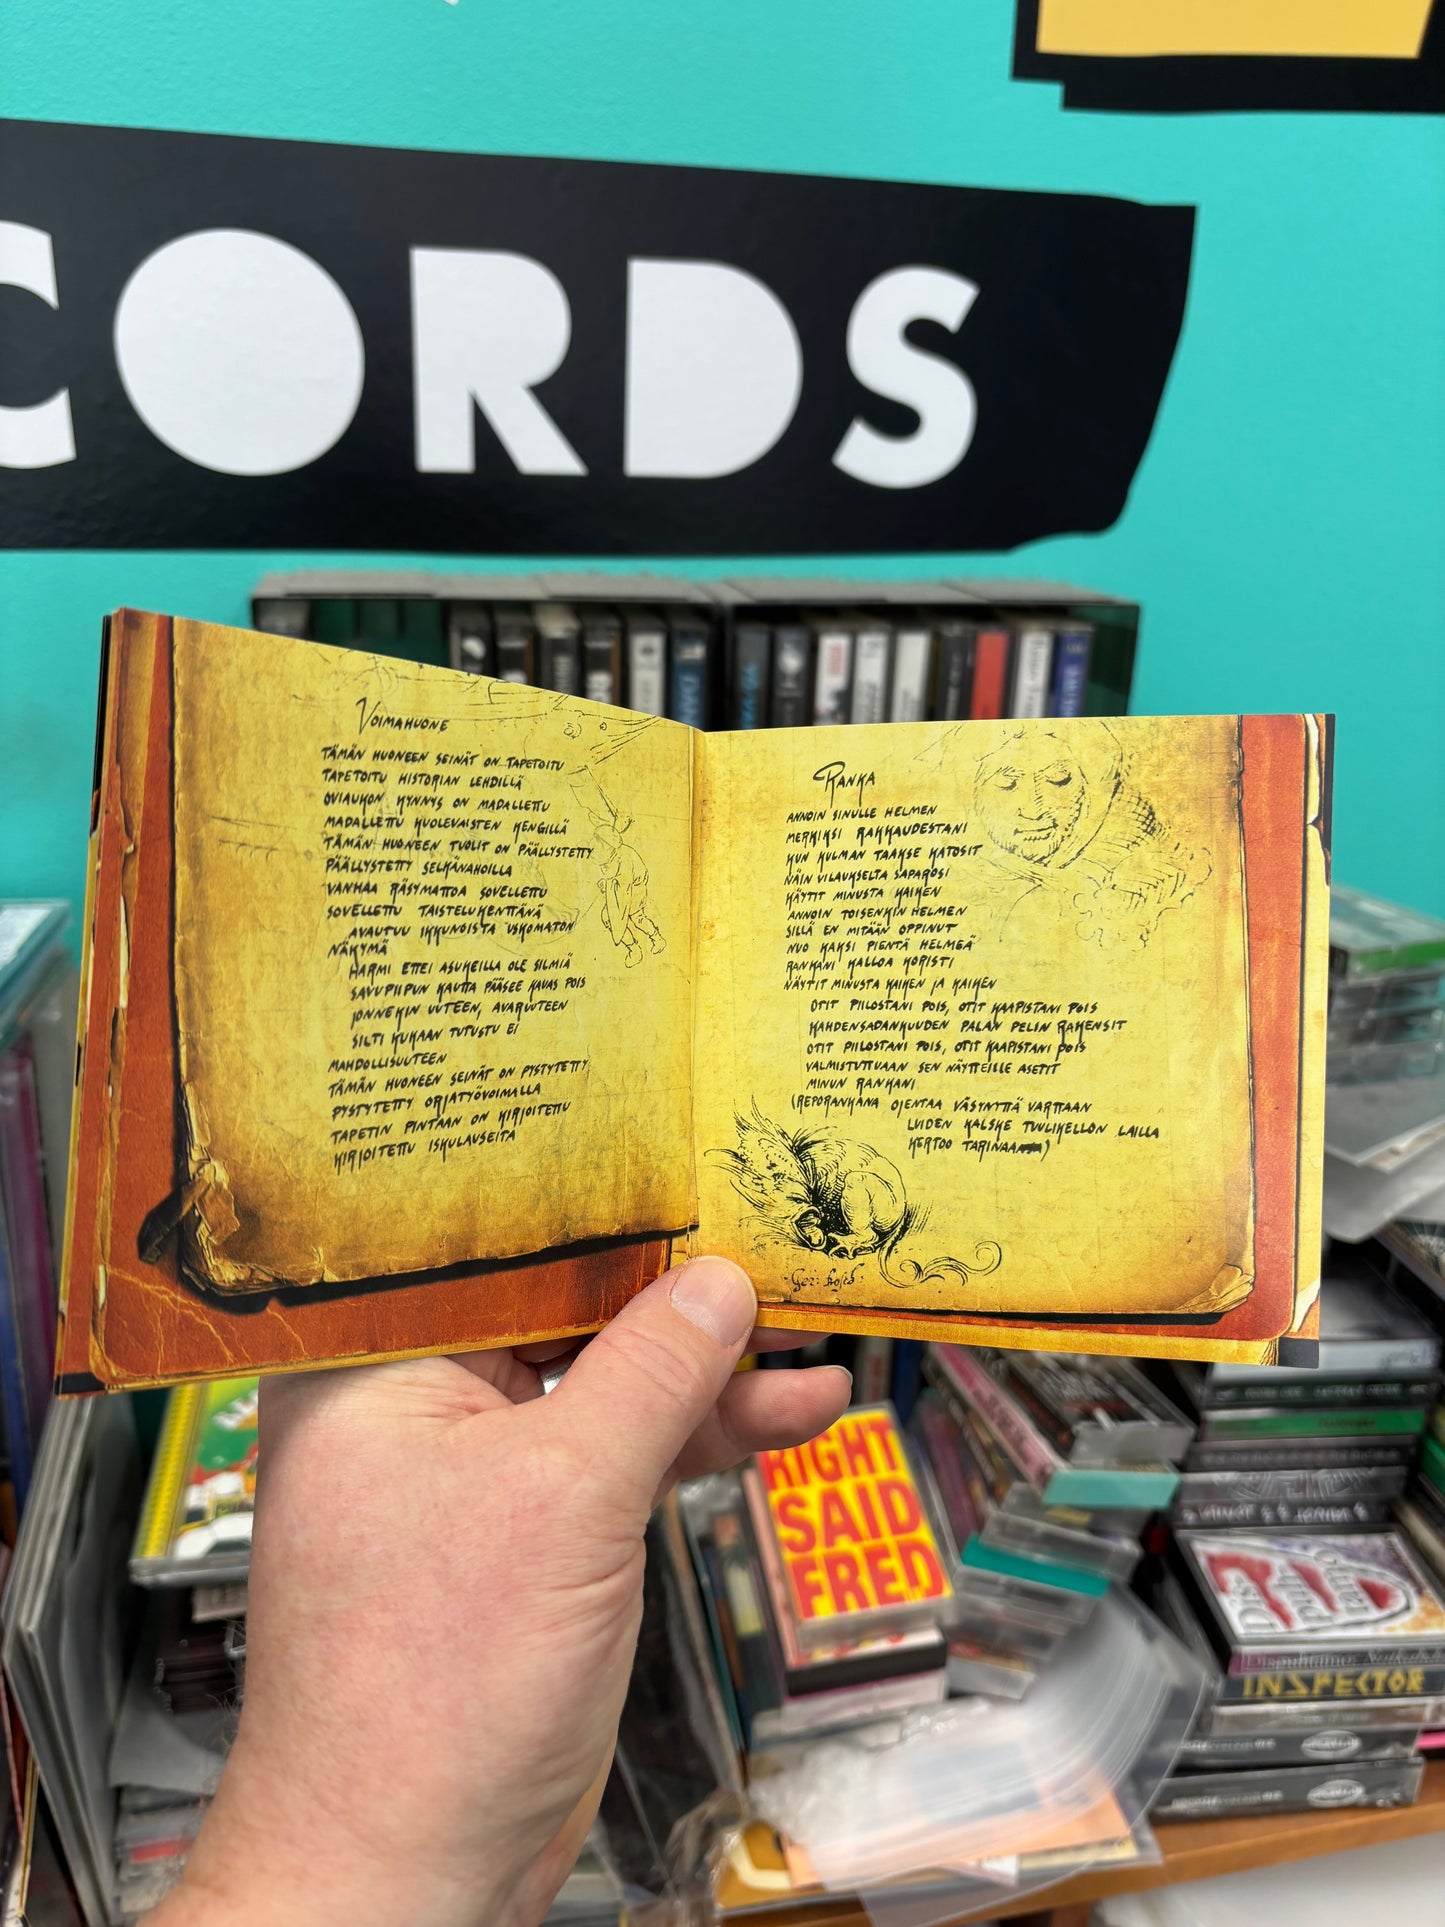 CORDS
Voimahuone
TÄMÄN HUONEEN SEINÄT ON TAPETOITU
TAPETOITU HISTORIAN LEHDILLÄ
OVIAUKON KYNNYS ON MADALLETTU
MADALLETTU KUOLEVAISTEN KENGILLÄ
TÄMÄN HUONEEN TUOLIT ON PÄÄLLYSTETTY
PÄÄLLYSTETTY SELKÄNAHOILLA
VANHAA RÄSYMATTOA SOVELLETTU
SOVELLETTU TAISTELUKENTTÄNÄ
AVAUTUU IKKUNOISTA USKOMATON
NÄKYMÄ
HARMI ETTEI ASUKEILLA OLE SILMIÄ
SAVUPIIPUN KAUTTA PÄÄSEE KAVAS POIS
JONNEKIN UUTEEN, AVARUUTEEN
SILTI KUKAAN TUTUSTU EI
MAHDOLLISUUTEEN
TÄMÄN HUONEEN SEINÄT ON PYSTYTETTY
PYSTYTETTY ORJATYÖVOIMALLA
TAPETIN PINTAAN ON KIRJOITETTU
KIRJOITETTU ISKULAUSEITA
RANKA
ANNOIN SINULLE HELMEN
MERKIKSI RAKKAUDESTANI
KUN KULMAN TAAKSE KATOSIT
NÄIN VILAUKSELTA SAPAROSI
KÄYTIT MINUSTA KAIKEN
ANNOIN TOISENKIN HELMEN
SILLÄ EN MITÄÄN OPPINUT
NUO KAKSI PIENTÄ HELMEÄ
RANKANI KALLOA KORISTI
NÄYTIT MINUSTA KAIKEN JA KAIKEN
OTIT PIILOSTANI POIS, OTIT KAAPISTANI POIS
KAHDENSADANKUUDEN PALAN PELIN RAKENSIT
OTIT PIILOSTANI POIS, OTIT KAAPISTANI POIS
VALMISTUTTUAAN SEN NÄYTTEILLE ASETIT
MINUN RANKANI
(REPORANKANA OJENTAA VÄSYNYTTÄ VARTTAAN
LUIDEN KALSKE TUULIKELLON LAILLA
KERTOO TARINAA)
RIGHT
SAID
FRED
INSPECTOR